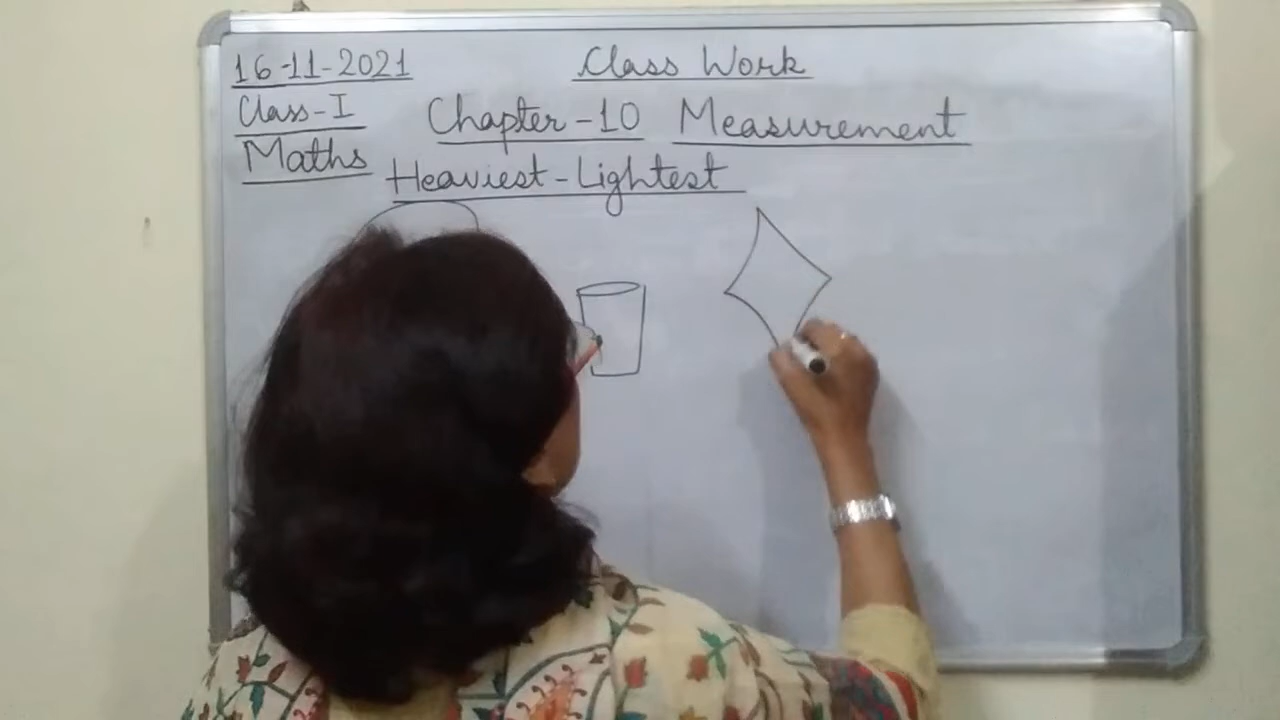 16-11-2021 Class Work
Class-I Chapter-10 Measurement
Maths Heaviest-Lightest